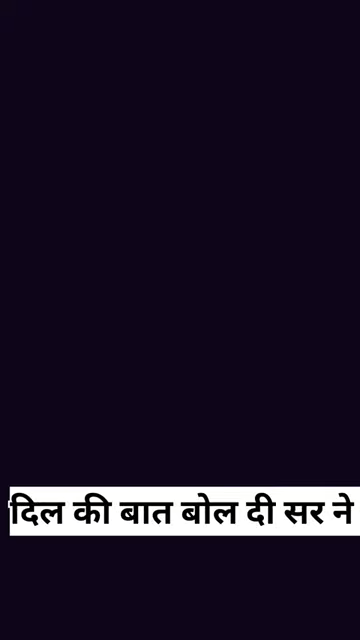 दिल की बात बोल दी सर ने